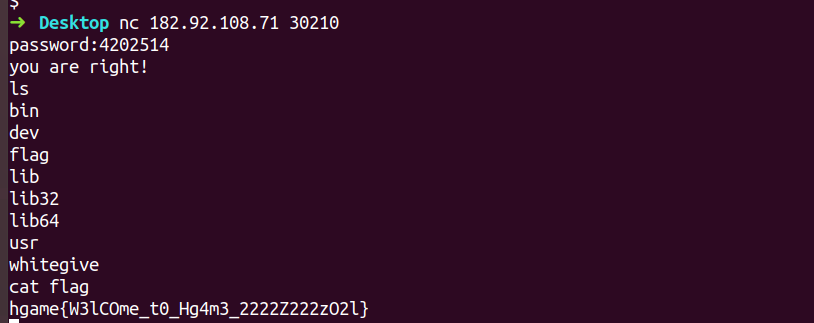 $
➜ Desktop nc 182.92.108.71 30210
password:4202514
you are right!
ls
bin
dev
flag
lib
lib32
lib64
usr
whitegive
cat flag
hgame{W3lCOme_t0_Hg4m3_2222Z222zO2l}